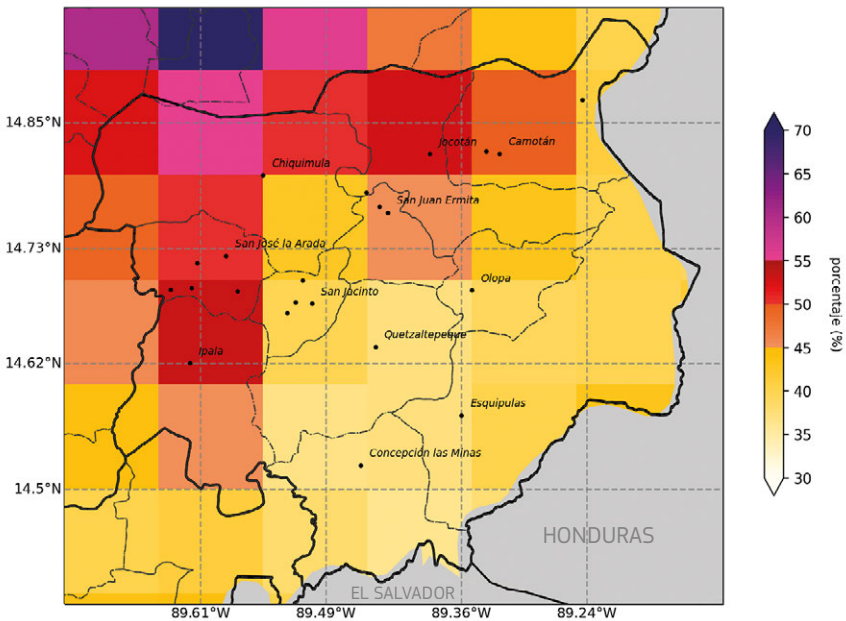 14.85°N
14.73°N
14.62°N
14.5°N
Jocotán
Camotán
Chiquimula
San Juan Ermita
San José la Arada
Olopa
San Jacinto
Quetzaltepeque
Ipala
Esquipulas
Concepción las Minas
HONDURAS
EL SALVADOR
89.61°W
89.49°W
89.36°W
89.24°W
70
65
60
55
50
45
40
35
30
porcentaje (%)